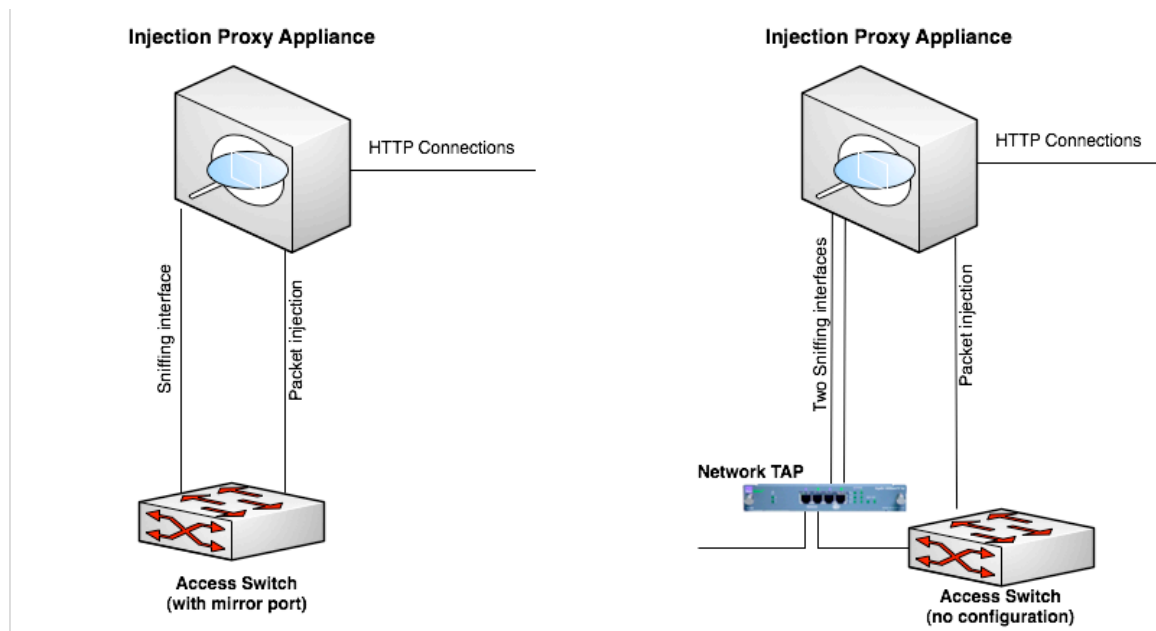 Injection Proxy Appliance
HTTP Connections
Sniffing interface
Packet injection
Access Switch
(with mirror port)
Injection Proxy Appliance
HTTP Connections
Two Sniffing interfaces
Packet injection
Network TAP
Access Switch
(no configuration)